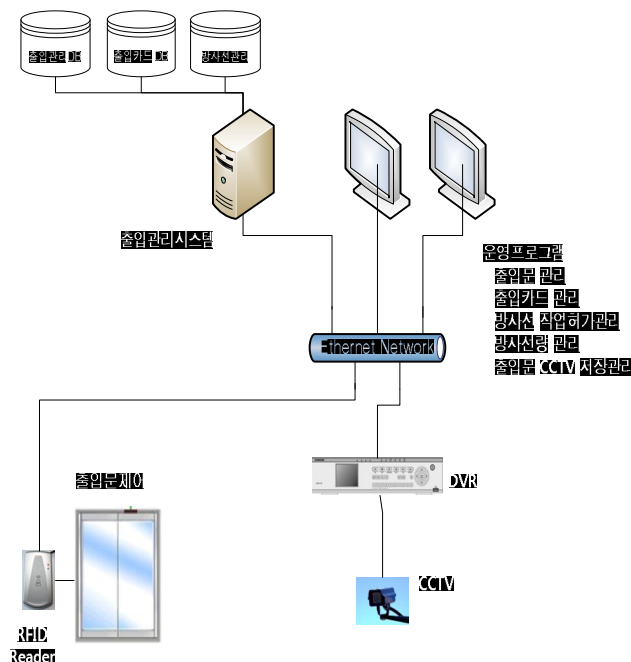 출입관리DB
출입카드 DB
방사선관리
출입관리시스템
운영프로그램
출입문 관리
출입카드 관리
방사선 작업허가관리
방사선량 관리
출입문 CCTV 저장관리
Ethernet Network
출입문제어
DVR
CCTV
RFID
Reader